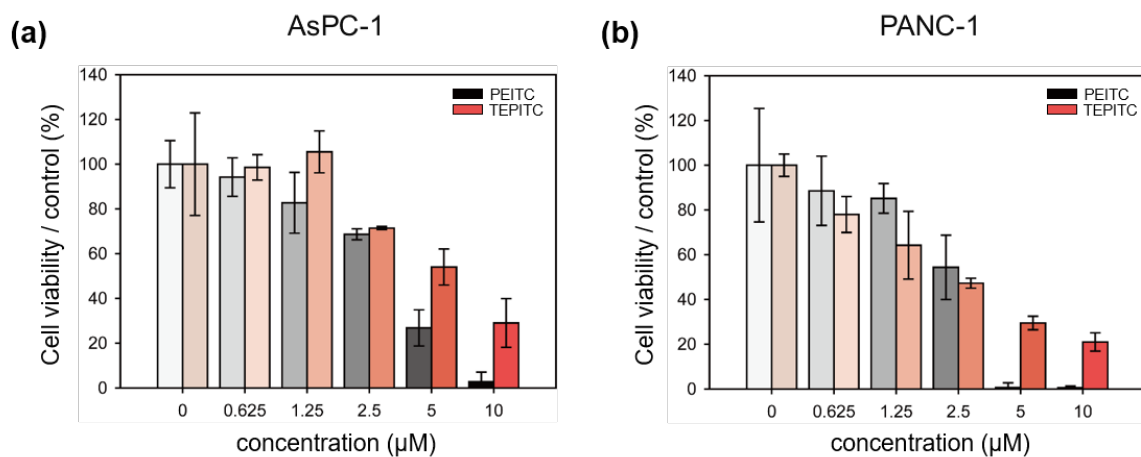 (a)
AsPC-1
Cell viability / control (%)
140
120
100
80
60
40
20
0
PEITC
TEPITC
0 0.625 1.25 2.5 5 10
concentration (μM)
(b)
PANC-1
Cell viability / control (%)
140
120
100
80
60
40
20
0
PEITC
TEPITC
0 0.625 1.25 2.5 5 10
concentration (μM)